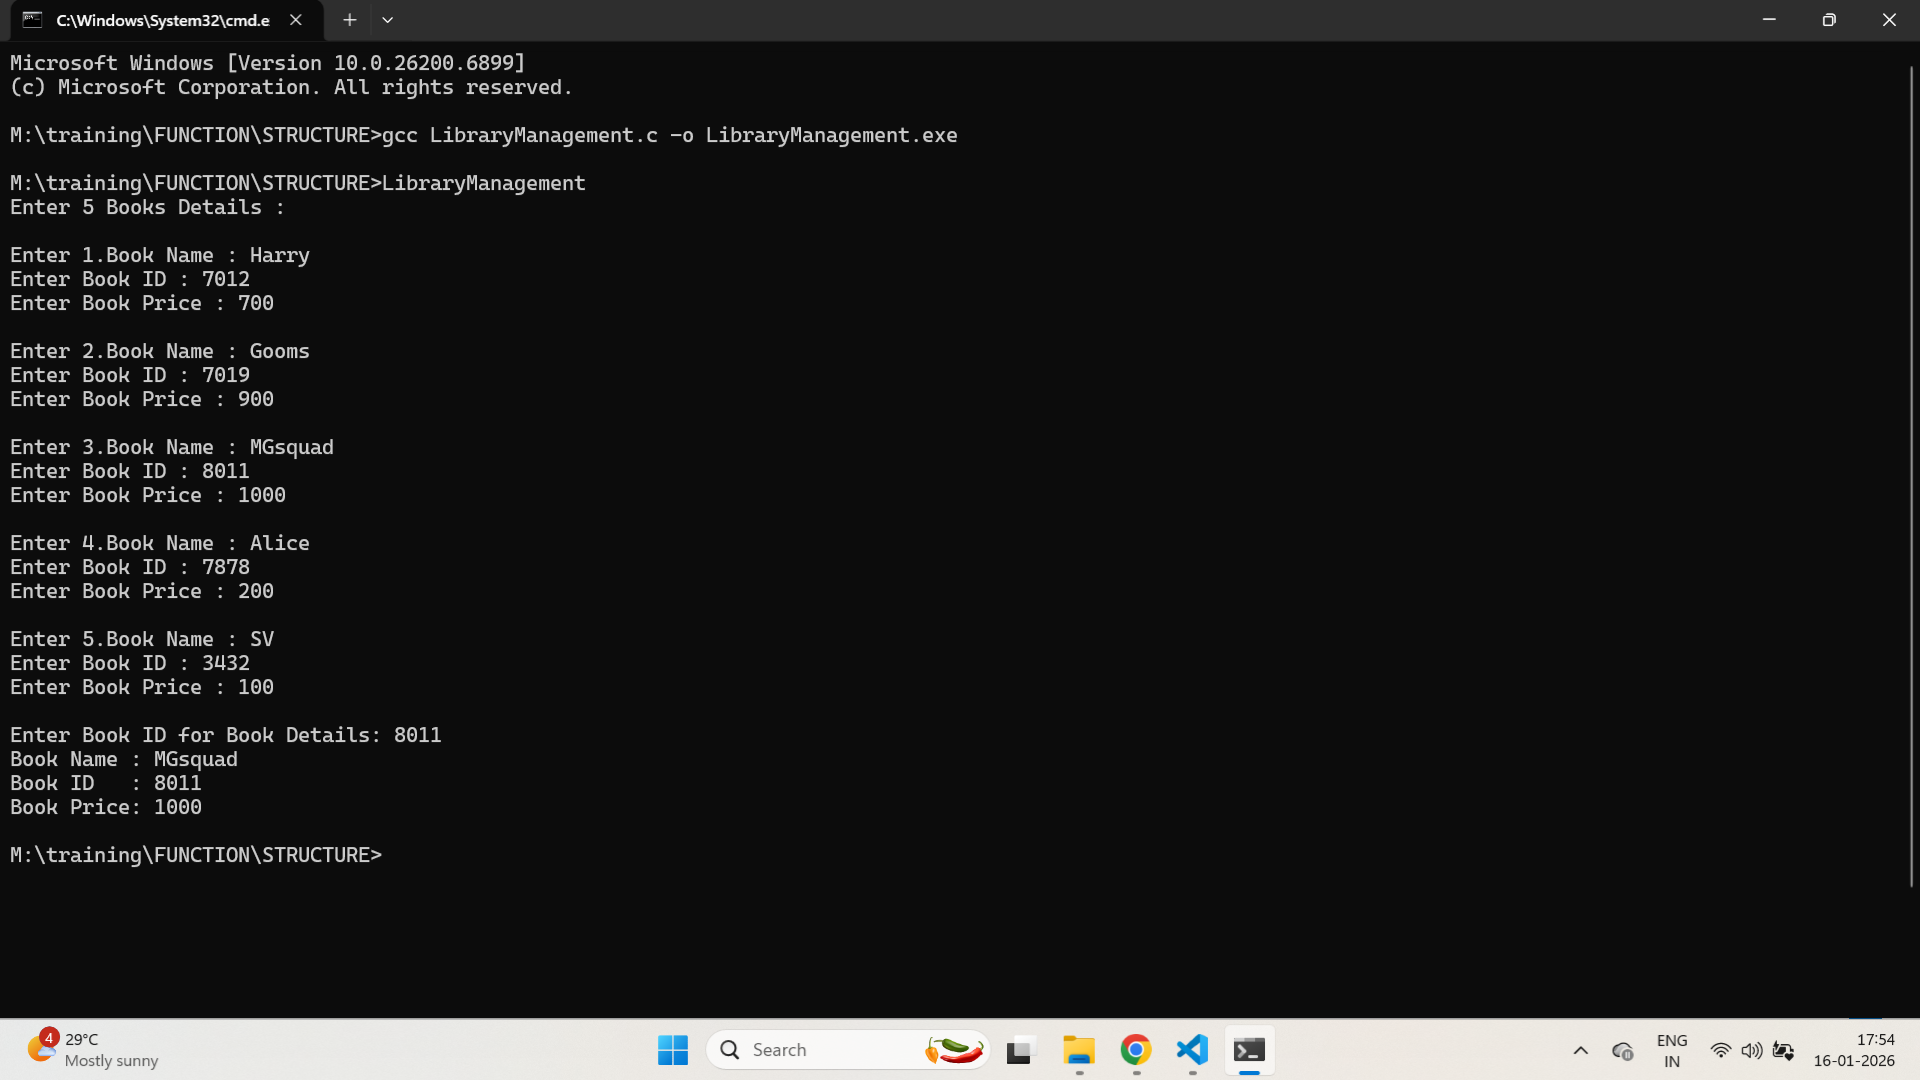 C:\Windows\System32\cmd.e
Microsoft Windows [Version 10.0.26200.6899]
(c) Microsoft Corporation. All rights reserved.
M:\training\FUNCTION\STRUCTURE>gcc LibraryManagement.c -o LibraryManagement.exe
M:\training\FUNCTION\STRUCTURE>LibraryManagement
Enter 5 Books Details :
Enter 1.Book Name : Harry
Enter Book ID : 7012
Enter Book Price : 700
Enter 2.Book Name : Gooms
Enter Book ID : 7019
Enter Book Price : 900
Enter 3.Book Name : MGsquad
Enter Book ID : 8011
Enter Book Price : 1000
Enter 4.Book Name : Alice
Enter Book ID : 7878
Enter Book Price : 200
Enter 5.Book Name : SV
Enter Book ID : 3432
Enter Book Price : 100
Enter Book ID for Book Details: 8011
Book Name : MGsquad
Book ID   : 8011
Book Price: 1000
M:\training\FUNCTION\STRUCTURE>
4
29°C
Mostly sunny
Search
ENG
IN
17:54
16-01-2026